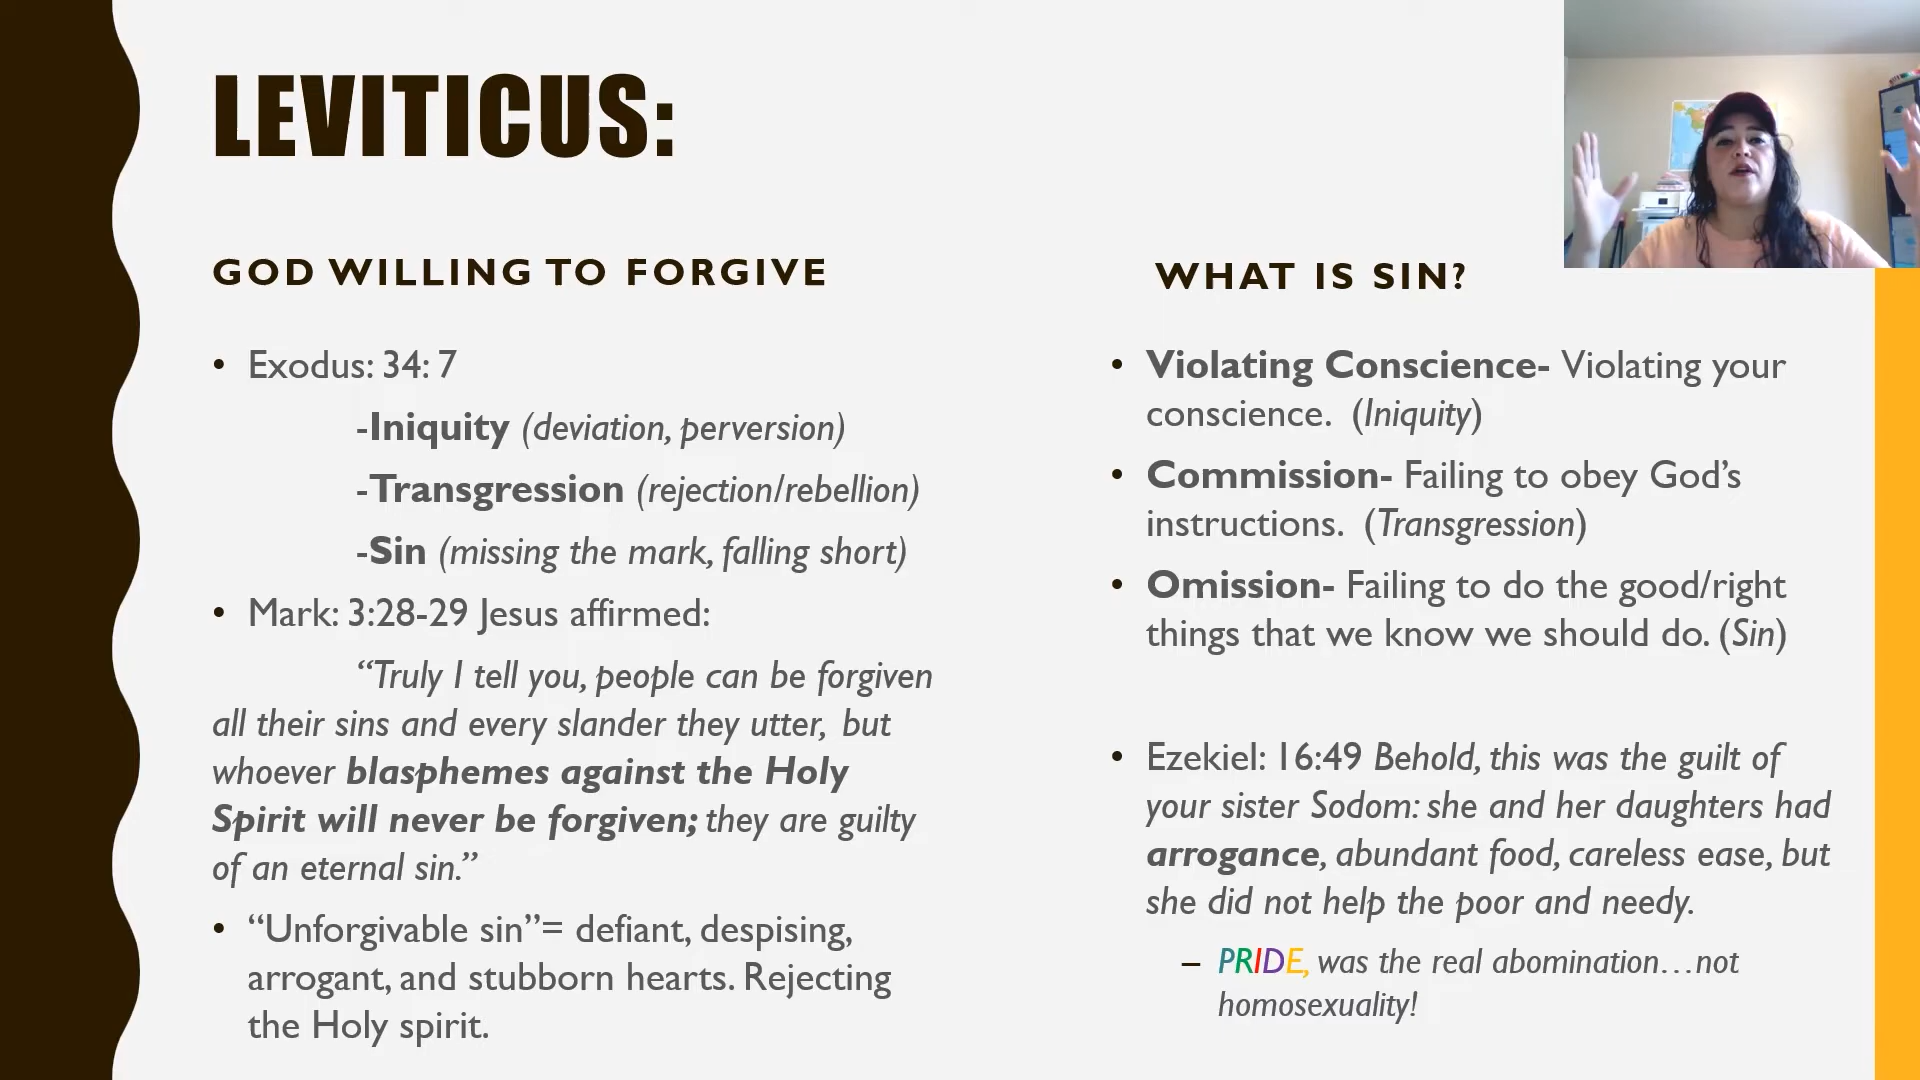 LEVITICUS:
GOD WILLING TO FORGIVE
• Exodus: 34: 7
-Iniquity (deviation, perversion)
-Transgression (rejection/rebellion)
-Sin (missing the mark, falling short)
• Mark: 3:28-29 Jesus affirmed:
“Truly I tell you, people can be forgiven
all their sins and every slander they utter, but
whoever blasphemes against the Holy
Spirit will never be forgiven; they are guilty
of an eternal sin.”
• “Unforgivable sin”= defiant, despising,
arrogant, and stubborn hearts. Rejecting
the Holy spirit.
WHAT IS SIN?
• Violating Conscience- Violating your
conscience. (Iniquity)
• Commission- Failing to obey God’s
instructions. (Transgression)
• Omission- Failing to do the good/right
things that we know we should do. (Sin)
• Ezekiel: 16:49 Behold, this was the guilt of
your sister Sodom: she and her daughters had
arrogance, abundant food, careless ease, but
she did not help the poor and needy.
– PRIDE, was the real abomination…not
homosexuality!